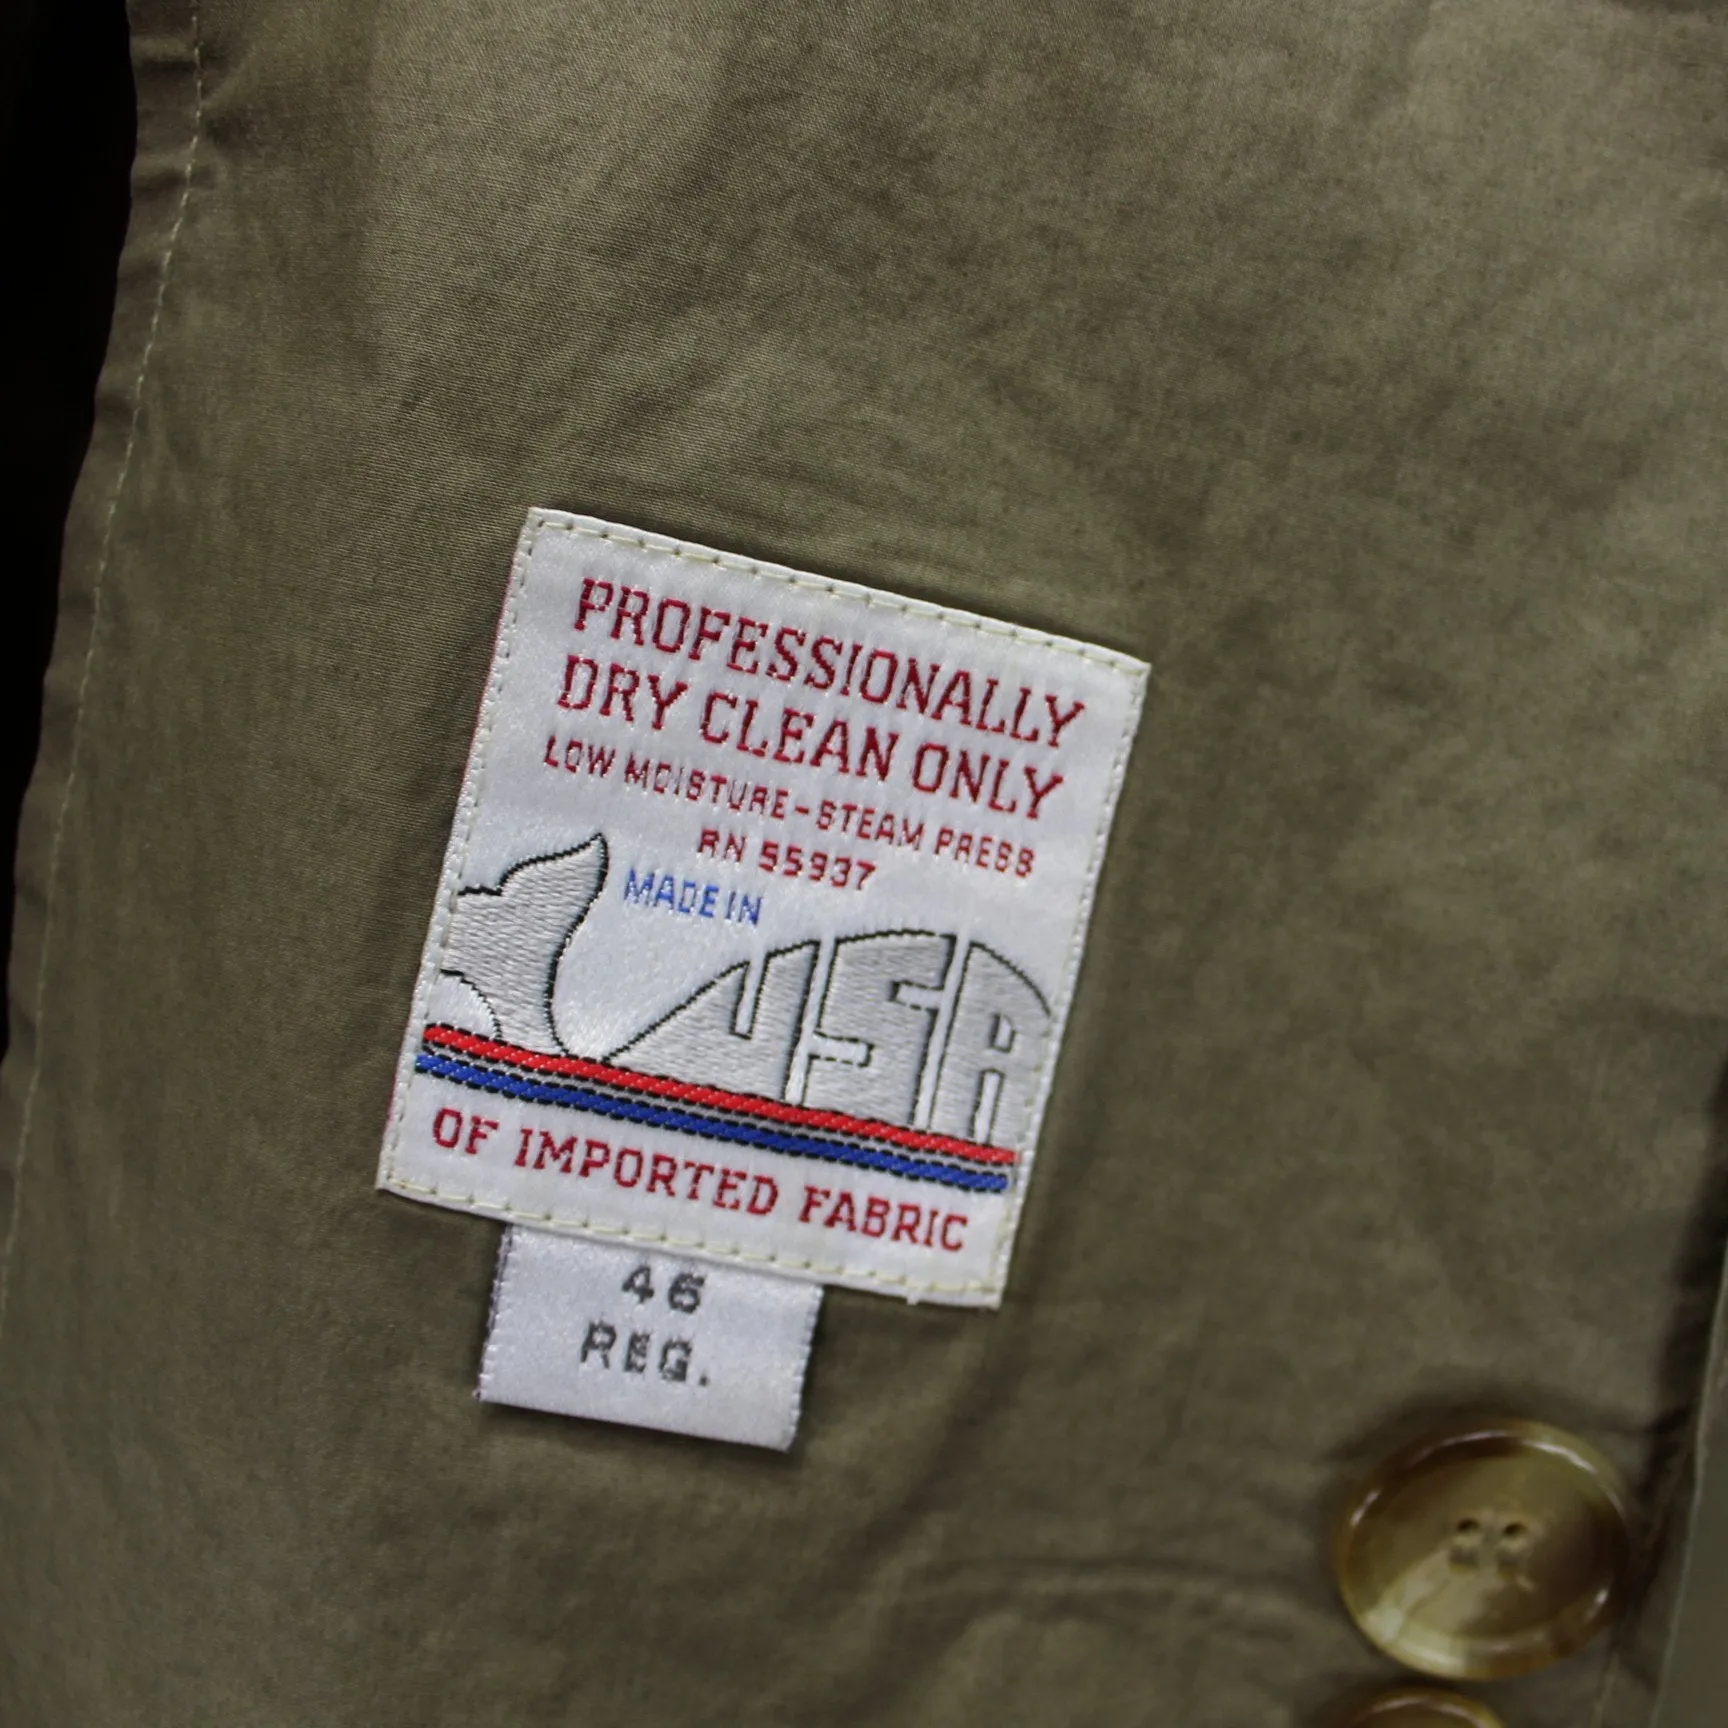 PROFESSIONALLY
DRY CLEAN ONLY
LOW MOISTURE-STEAM PRESS
RN 55937
MADE IN
USA
OF IMPORTED FABRIC
46
REG.